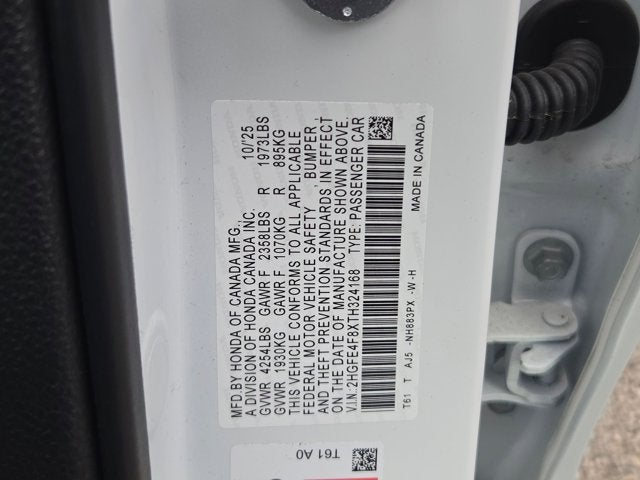 MFD.BY HONDA OF CANADA MFG. 10/25
A DIVISION OF HONDA CANADA INC.
GVWR 4254LBS GAWR F 2358LBS R 1973LBS
GVWR 1930KG GAWR F 1070KG R 895KG
THIS VEHICLE CONFORMS TO ALL APPLICABLE
FEDERAL MOTOR VEHICLE SAFETY, BUMPER,
AND THEFT PREVENTION STANDARDS IN EFFECT
ON THE DATE OF MANUFACTURE SHOWN ABOVE.
V.I.N:2HGFE4F8XTH324168 TYPE: PASSENGER CAR
T61 T AJ5 -NH883PX -W-H MADE IN CANADA
T61 A0